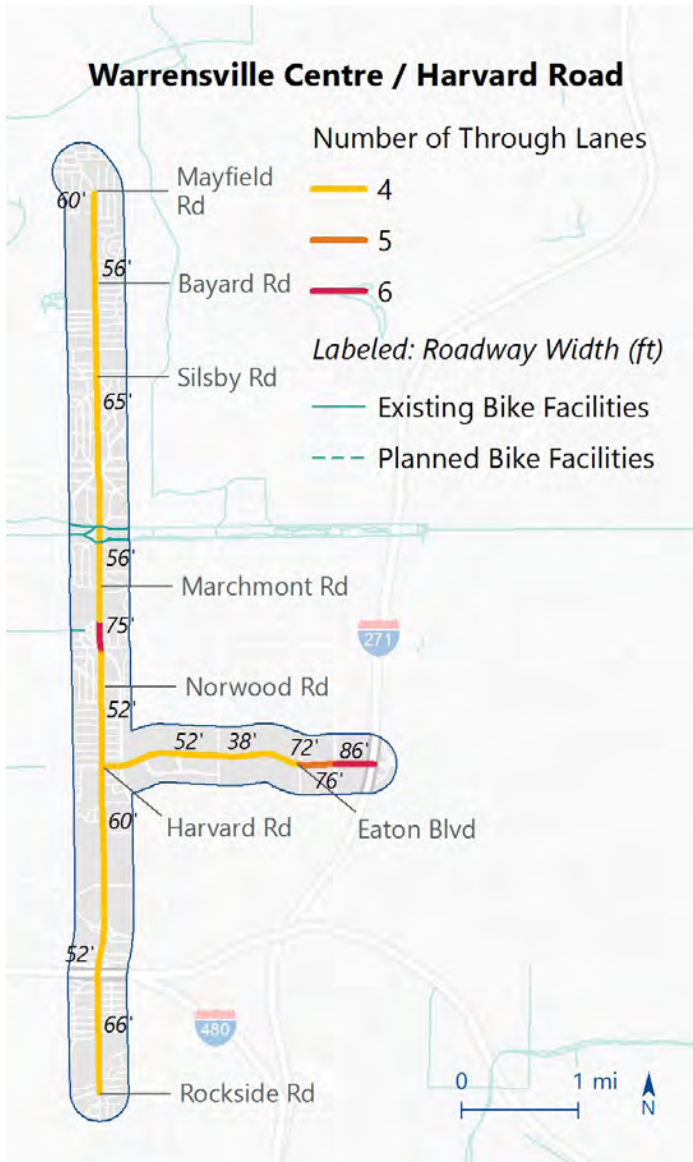 Warrensville Centre / Harvard Road
Number of Through Lanes
4
5
6
Labeled: Roadway Width (ft)
Existing Bike Facilities
Planned Bike Facilities
Mayfield
Rd
60'
56'
Bayard Rd
Silsby Rd
65'
56'
Marchmont Rd
75'
271
Norwood Rd
52'
52'
38'
72'
86'
76'
Harvard Rd
Eaton Blvd
60'
52'
66'
480
Rockside Rd
0
1 mi
N